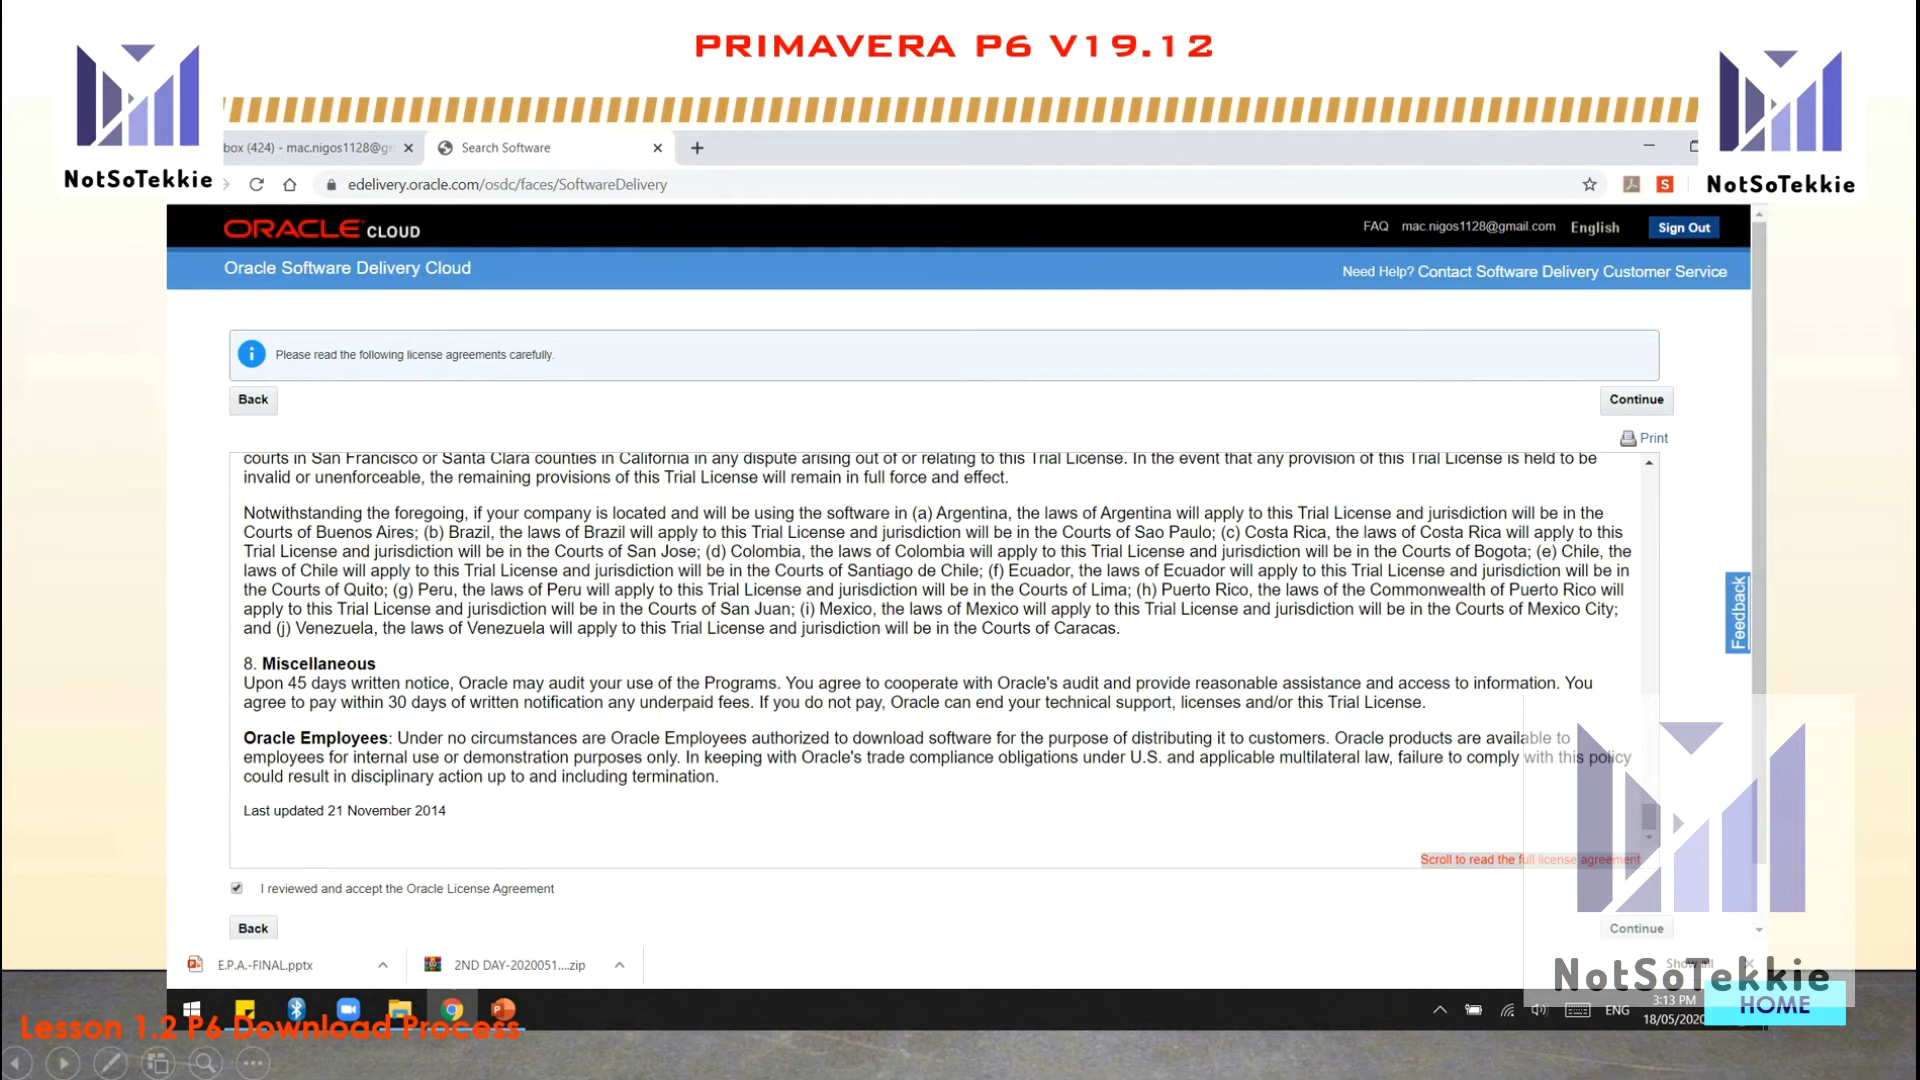 PRIMAVERA P6 V19.12
NotSoTekkie
NotSoTekkie
box (424) - mac.nigos1128@g
Search Software
edelivery.oracle.com/osdc/faces/SoftwareDelivery
ORACLE CLOUD
FAQ mac.nigos1128@gmail.com English Sign Out
Oracle Software Delivery Cloud
Need Help? Contact Software Delivery Customer Service
Please read the following license agreements carefully.
Back
Continue
Print
courts in San Francisco or Santa Clara counties in California in any dispute arising out of or relating to this Trial License. In the event that any provision of this Trial License is held to be
invalid or unenforceable, the remaining provisions of this Trial License will remain in full force and effect.
Notwithstanding the foregoing, if your company is located and will be using the software in (a) Argentina, the laws of Argentina will apply to this Trial License and jurisdiction will be in the
Courts of Buenos Aires; (b) Brazil, the laws of Brazil will apply to this Trial License and jurisdiction will be in the Courts of Sao Paulo; (c) Costa Rica, the laws of Costa Rica will apply to this
Trial License and jurisdiction will be in the Courts of San Jose; (d) Colombia, the laws of Colombia will apply to this Trial License and jurisdiction will be in the Courts of Bogota; (e) Chile, the
laws of Chile will apply to this Trial License and jurisdiction will be in the Courts of Santiago de Chile; (f) Ecuador, the laws of Ecuador will apply to this Trial License and jurisdiction will be in
the Courts of Quito; (g) Peru, the laws of Peru will apply to this Trial License and jurisdiction will be in the Courts of Lima; (h) Puerto Rico, the laws of the Commonwealth of Puerto Rico will
apply to this Trial License and jurisdiction will be in the Courts of San Juan; (i) Mexico, the laws of Mexico will apply to this Trial License and jurisdiction will be in the Courts of Mexico City;
and (j) Venezuela, the laws of Venezuela will apply to this Trial License and jurisdiction will be in the Courts of Caracas.
8. Miscellaneous
Upon 45 days written notice, Oracle may audit your use of the Programs. You agree to cooperate with Oracle's audit and provide reasonable assistance and access to information. You
agree to pay within 30 days of written notification any underpaid fees. If you do not pay, Oracle can end your technical support, licenses and/or this Trial License.
Oracle Employees: Under no circumstances are Oracle Employees authorized to download software for the purpose of distributing it to customers. Oracle products are available to
employees for internal use or demonstration purposes only. In keeping with Oracle's trade compliance obligations under U.S. and applicable multilateral law, failure to comply with this policy
could result in disciplinary action up to and including termination.
Last updated 21 November 2014
Feedback
Scroll to read the full license agreement
I reviewed and accept the Oracle License Agreement
Back
Continue
E.P.A.-FINAL.pptx
2ND DAY-2020051....zip
Show all
NotSoTekkie
ENG
3:13 PM
18/05/2020
HOME
Lesson 1.2 P6 Download Process